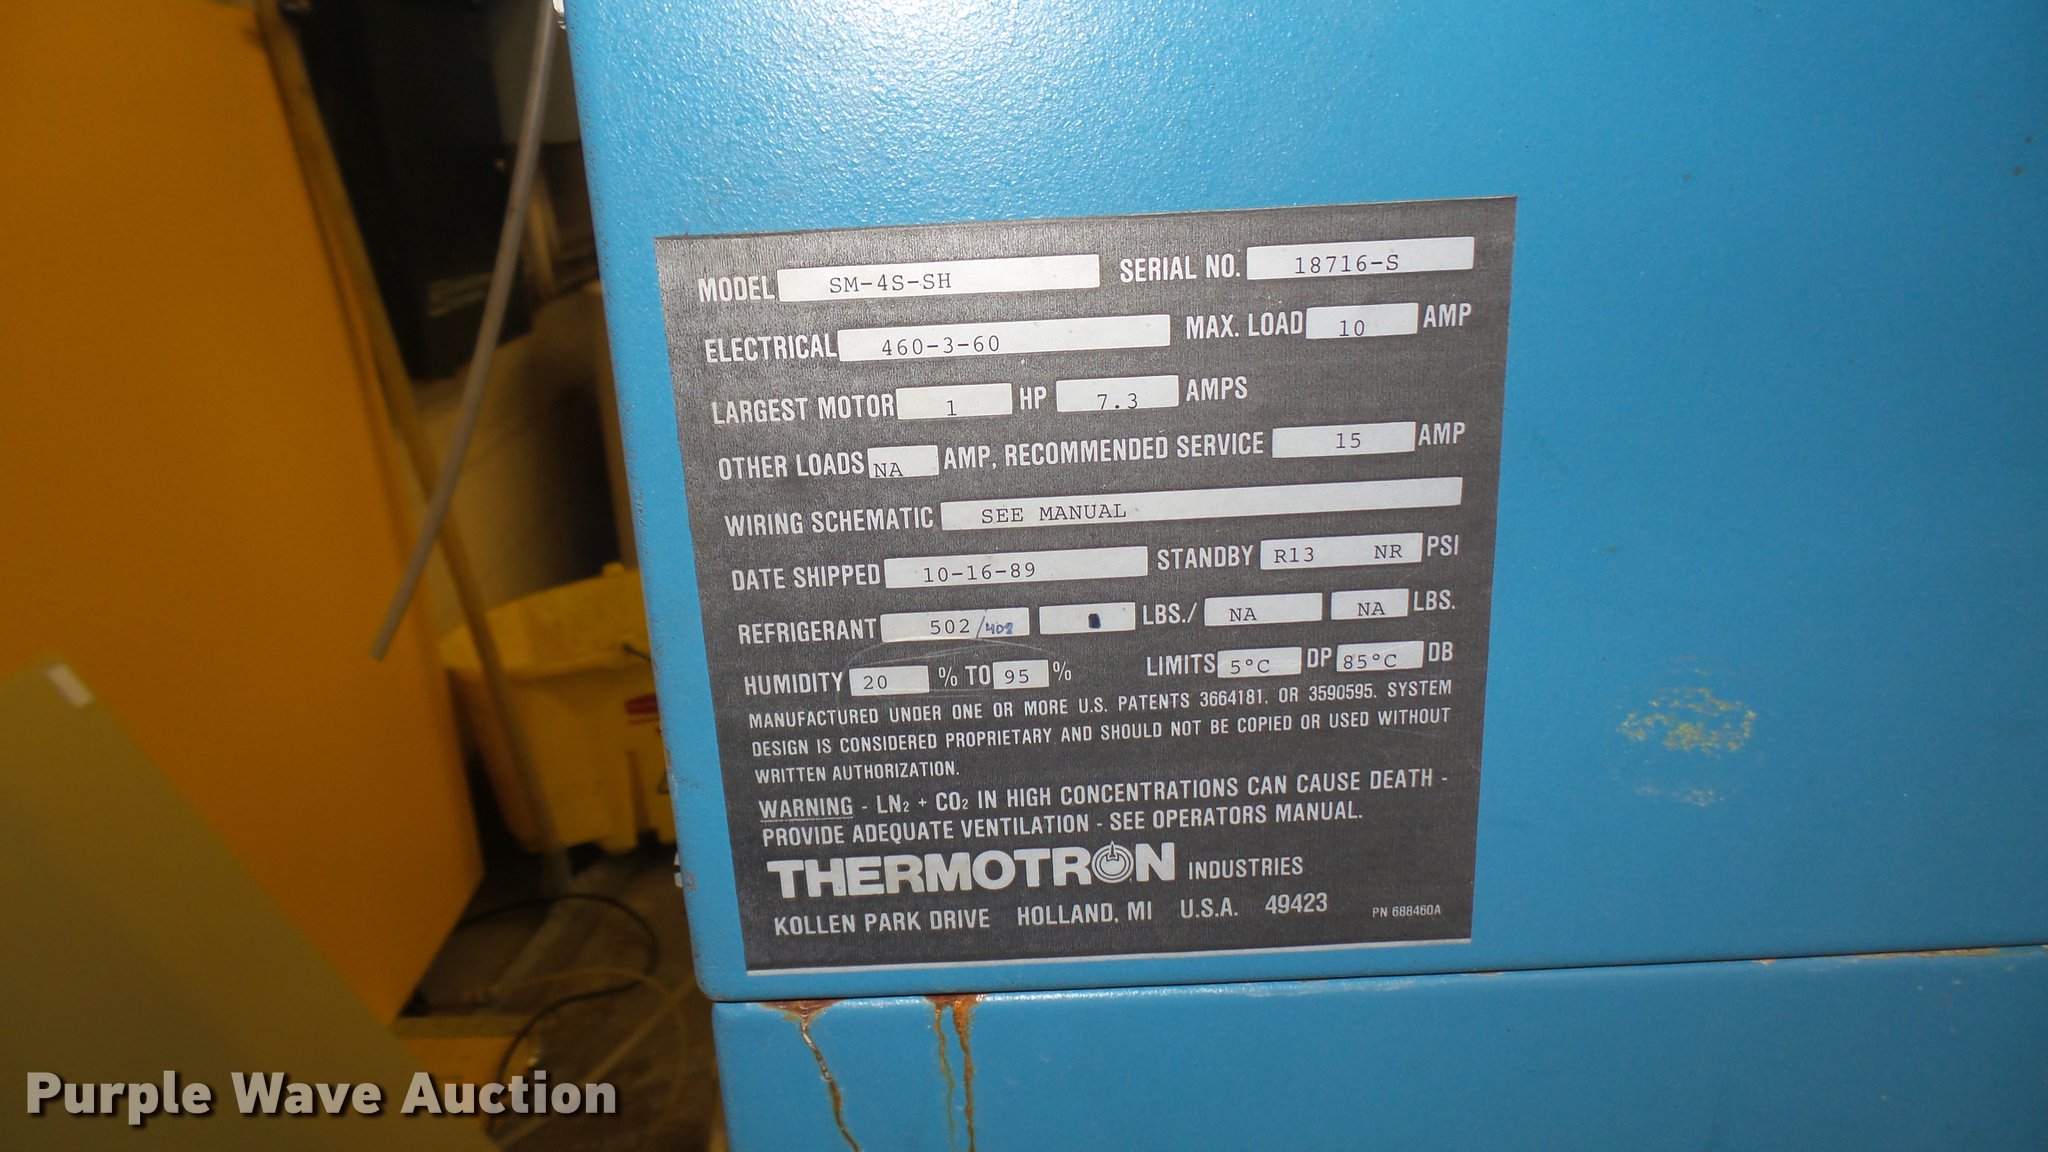 MODEL SM-4S-SH SERIAL NO. 18716-S
ELECTRICAL 460-3-60 MAX. LOAD 10 AMP
LARGEST MOTOR 1 HP 7.3 AMPS
OTHER LOADS NA AMP, RECOMMENDED SERVICE 15 AMP
WIRING SCHEMATIC SEE MANUAL
DATE SHIPPED 10-16-89 STANDBY R13 NR PSI
REFRIGERANT 502/408 LBS./ NA NA LBS.
HUMIDITY 20 % TO 95 % LIMITS 5°C DP 85°C DB
MANUFACTURED UNDER ONE OR MORE U.S. PATENTS 3664181, OR 3590595. SYSTEM
DESIGN IS CONSIDERED PROPRIETARY AND SHOULD NOT BE COPIED OR USED WITHOUT
WRITTEN AUTHORIZATION.
WARNING - LN₂ + CO₂ IN HIGH CONCENTRATIONS CAN CAUSE DEATH -
PROVIDE ADEQUATE VENTILATION - SEE OPERATORS MANUAL.
THERMOTRON INDUSTRIES
KOLLEN PARK DRIVE HOLLAND, MI U.S.A. 49423 PN 688460A
Purple Wave Auction